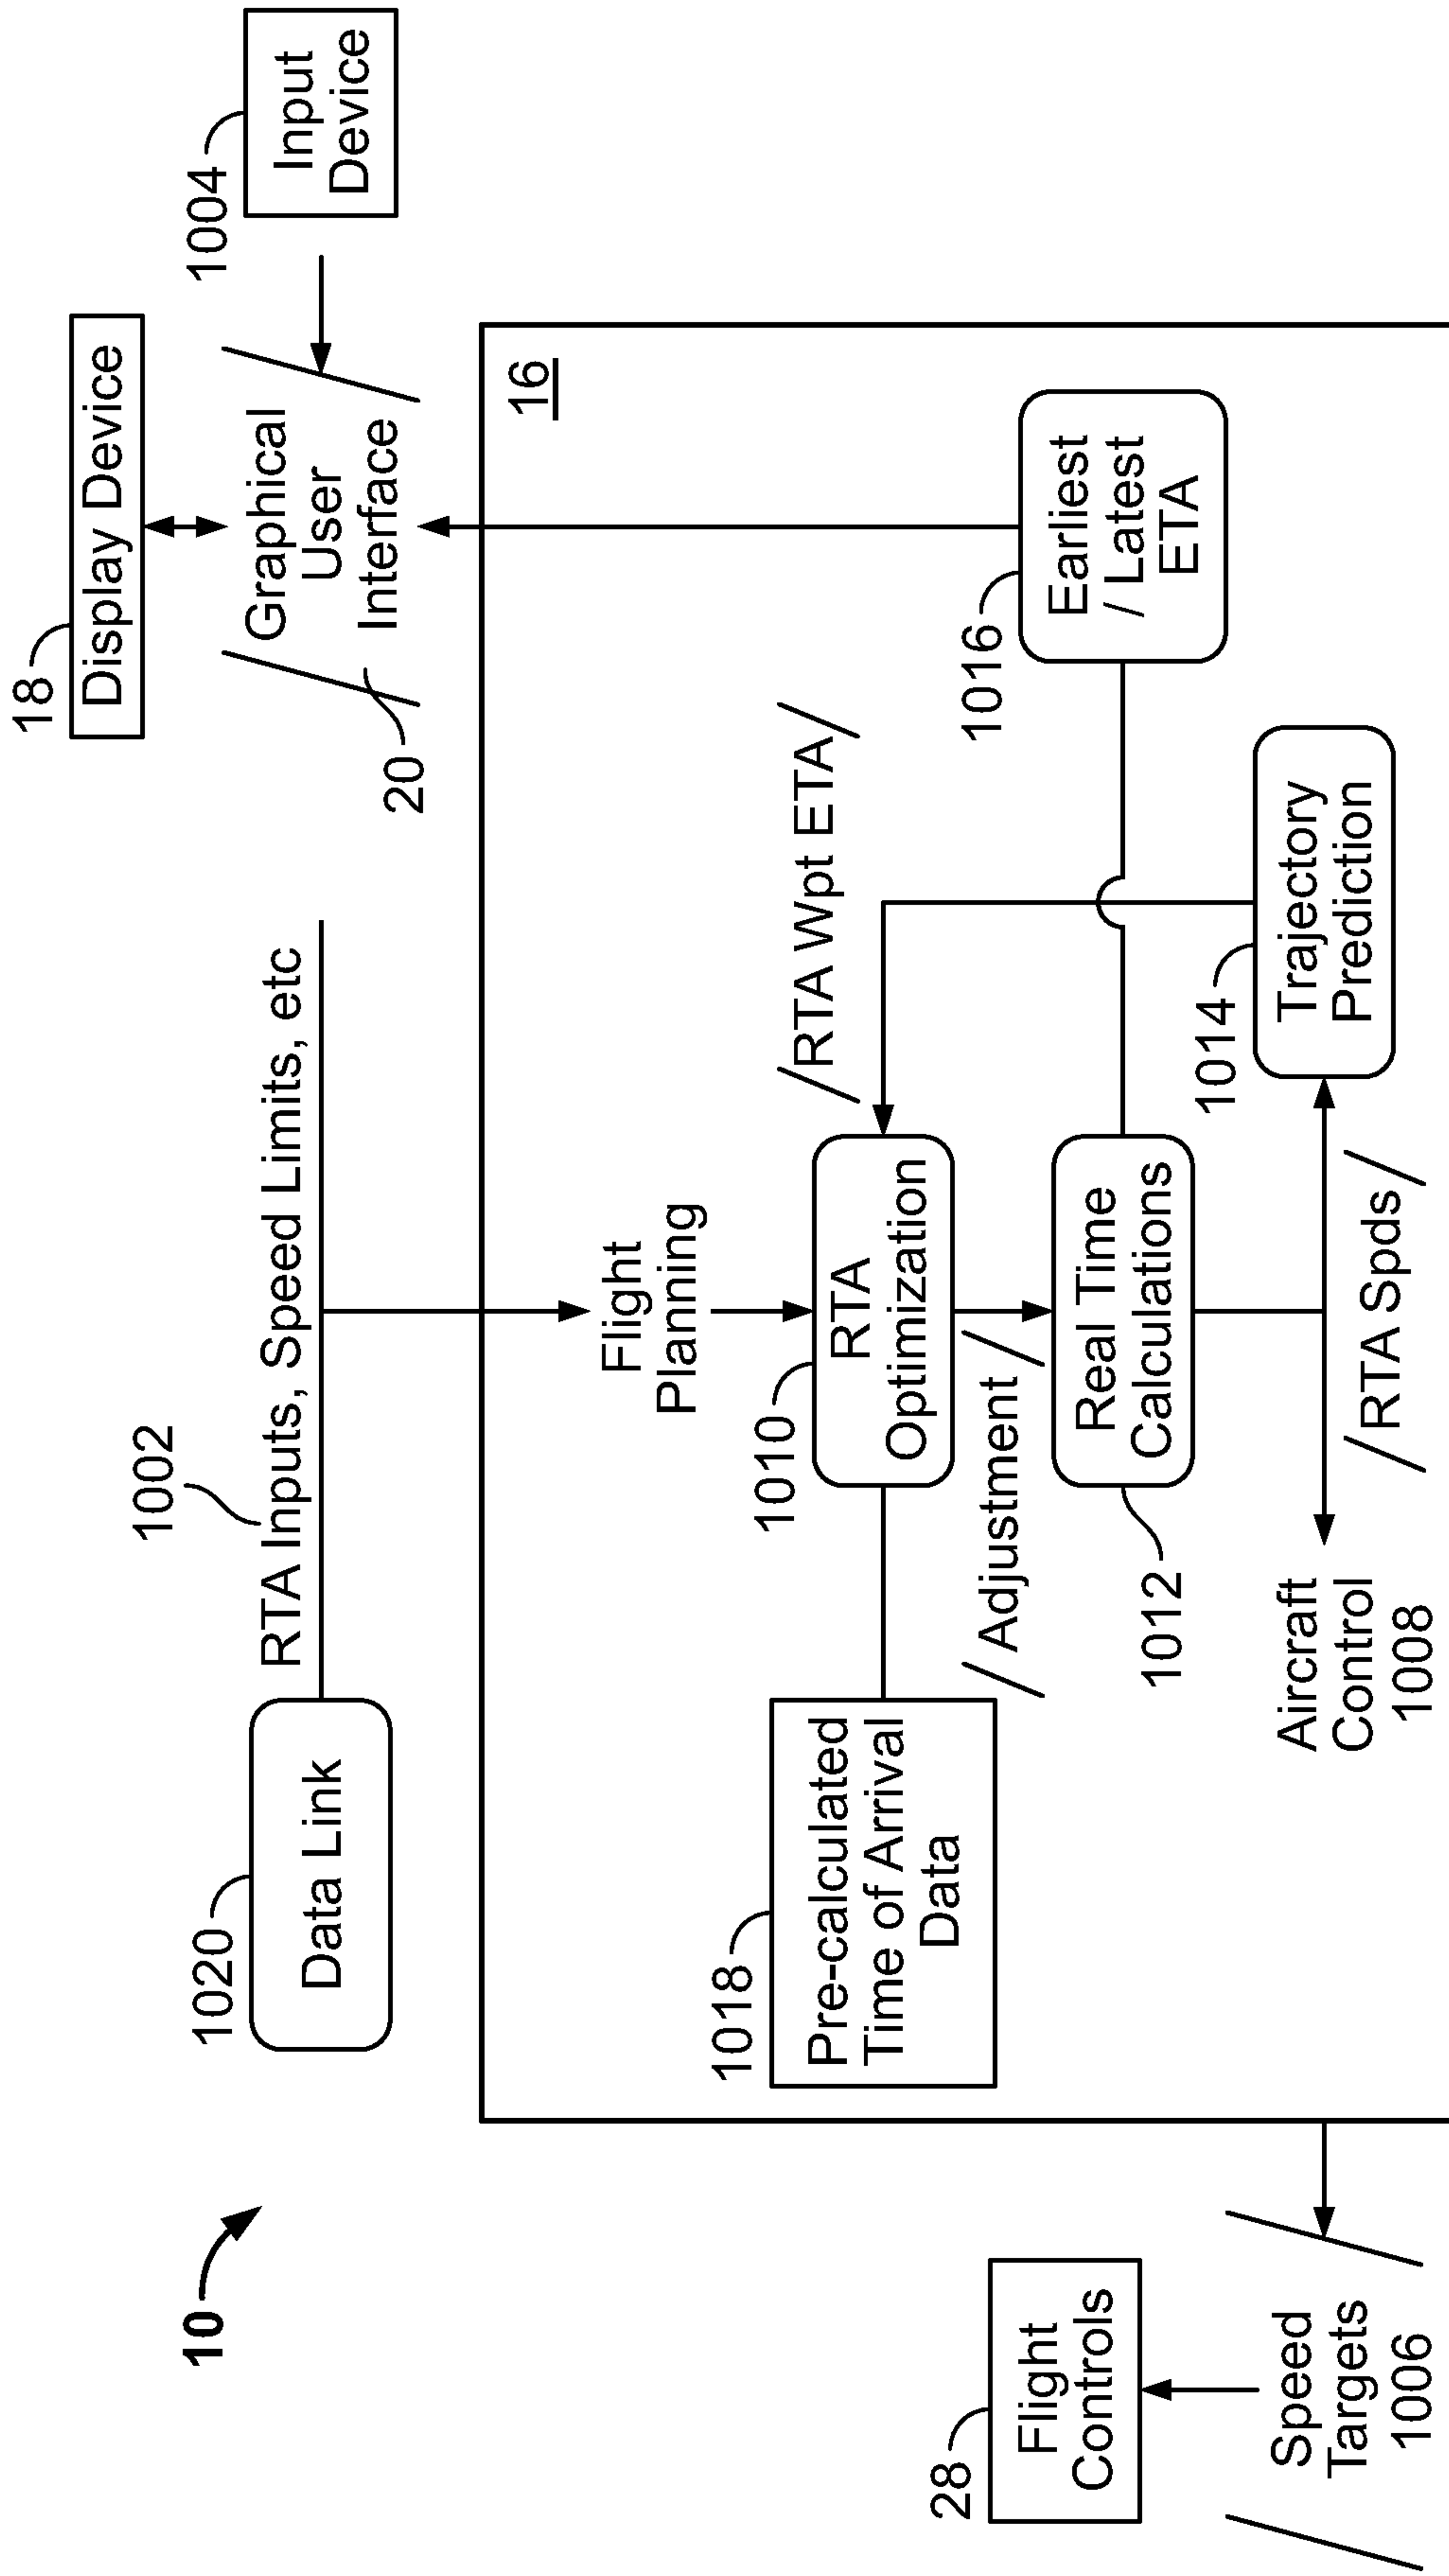 10
1020
Data Link
1002
RTA Inputs, Speed Limits, etc
18
Display Device
Graphical
User
Interface
20
1004
Input
Device
16
Flight
Planning
1018
Pre-calculated
Time of Arrival
Data
1010
RTA
Optimization
/RTA Wpt ETA/
/ Adjustment /
1012
Real Time
Calculations
1016
Earliest
/ Latest
ETA
1014
Trajectory
Prediction
Aircraft
Control
1008
/ RTA Spds /
28
Flight
Controls
Speed
Targets
1006